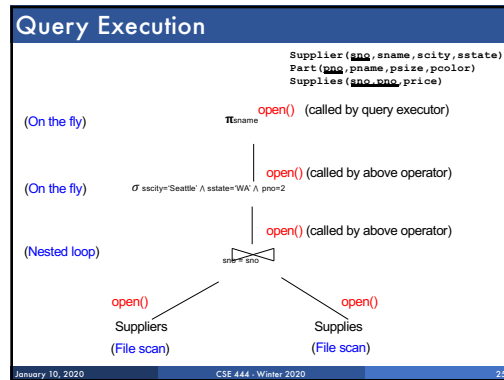 Query Execution
Supplier(sno,sname,scity,sstate)
Part(pno,pname,psize,pcolor)
Supplies(sno,pno,price)
(On the fly) πsname open() (called by query executor)
open() (called by above operator)
(On the fly) σ sscity='Seattle' ∧ sstate='WA' ∧ pno=2
open() (called by above operator)
(Nested loop) sno = sno
open() open()
Suppliers Supplies
(File scan) (File scan)
January 10, 2020 CSE 444 - Winter 2020